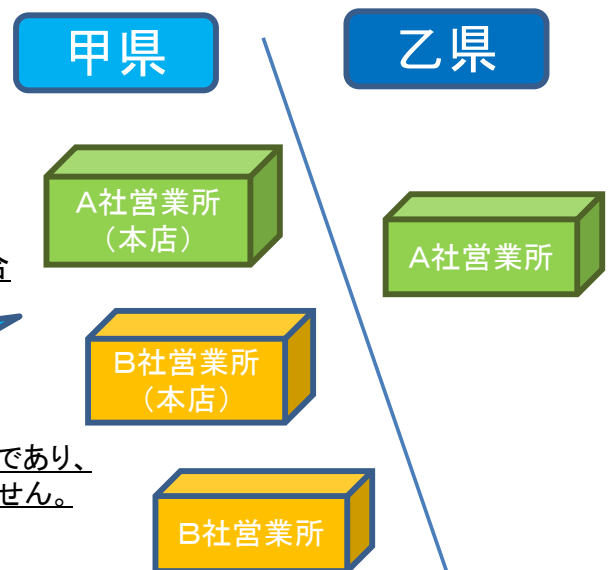 甲県
乙県
A社営業所
（本店）
A社営業所
合
B社営業所
（本店）
であり、
せん。
B社営業所